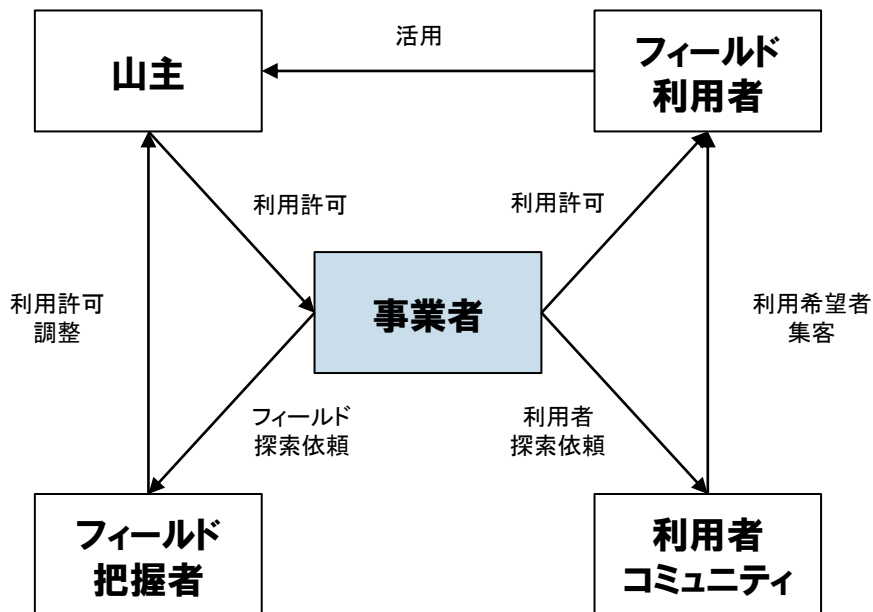 活用
山主
フィールド
利用者
利用許可
利用許可
事業者
利用許可
調整
利用希望者
集客
フィールド
探索依頼
利用者
探索依頼
フィールド
把握者
利用者
コミュニティ